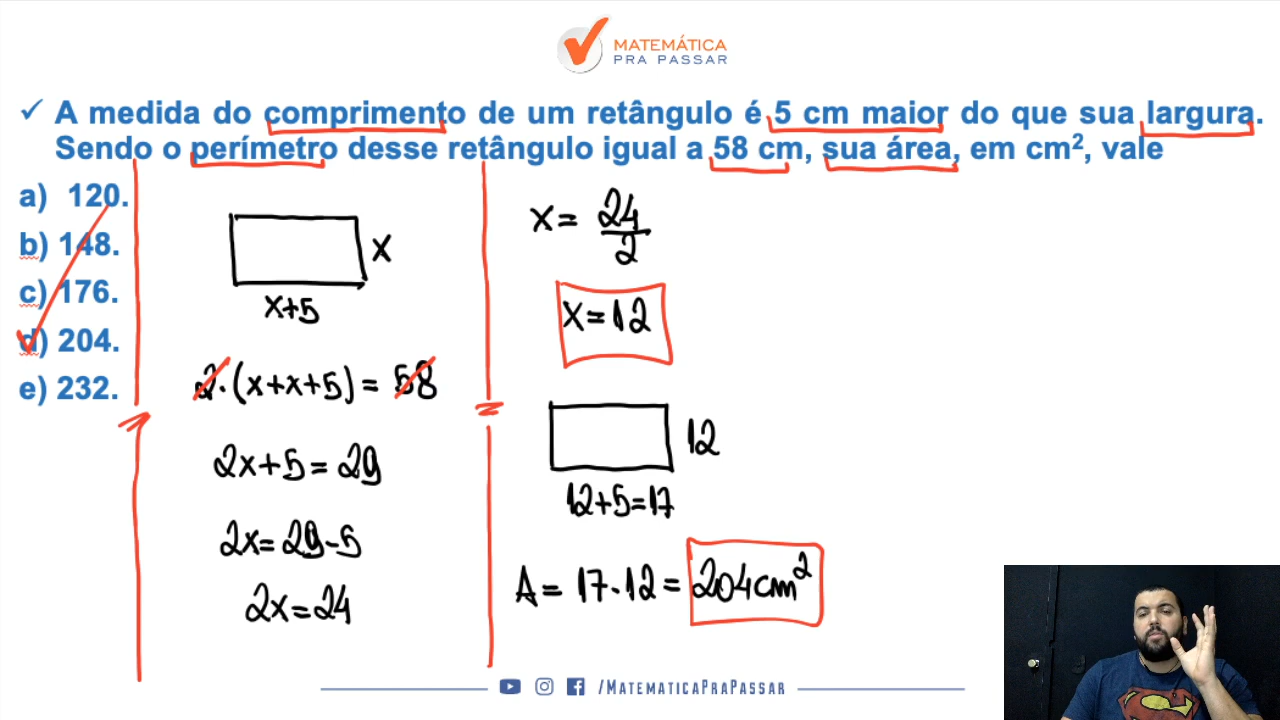 MATEMÁTICA
PRA PASSAR
✓ A medida do comprimento de um retângulo é 5 cm maior do que sua largura.
Sendo o perímetro desse retângulo igual a 58 cm, sua área, em cm², vale
a) 120.
b) 148.
c) 176.
d) 204.
e) 232.
x
x+5
2·(x+x+5)= 58
2x+5=29
2x=29-5
2x=24
x= 24/2
x=12
12
12+5=17
A= 17·12= 204cm²
/MatematicaPraPassar